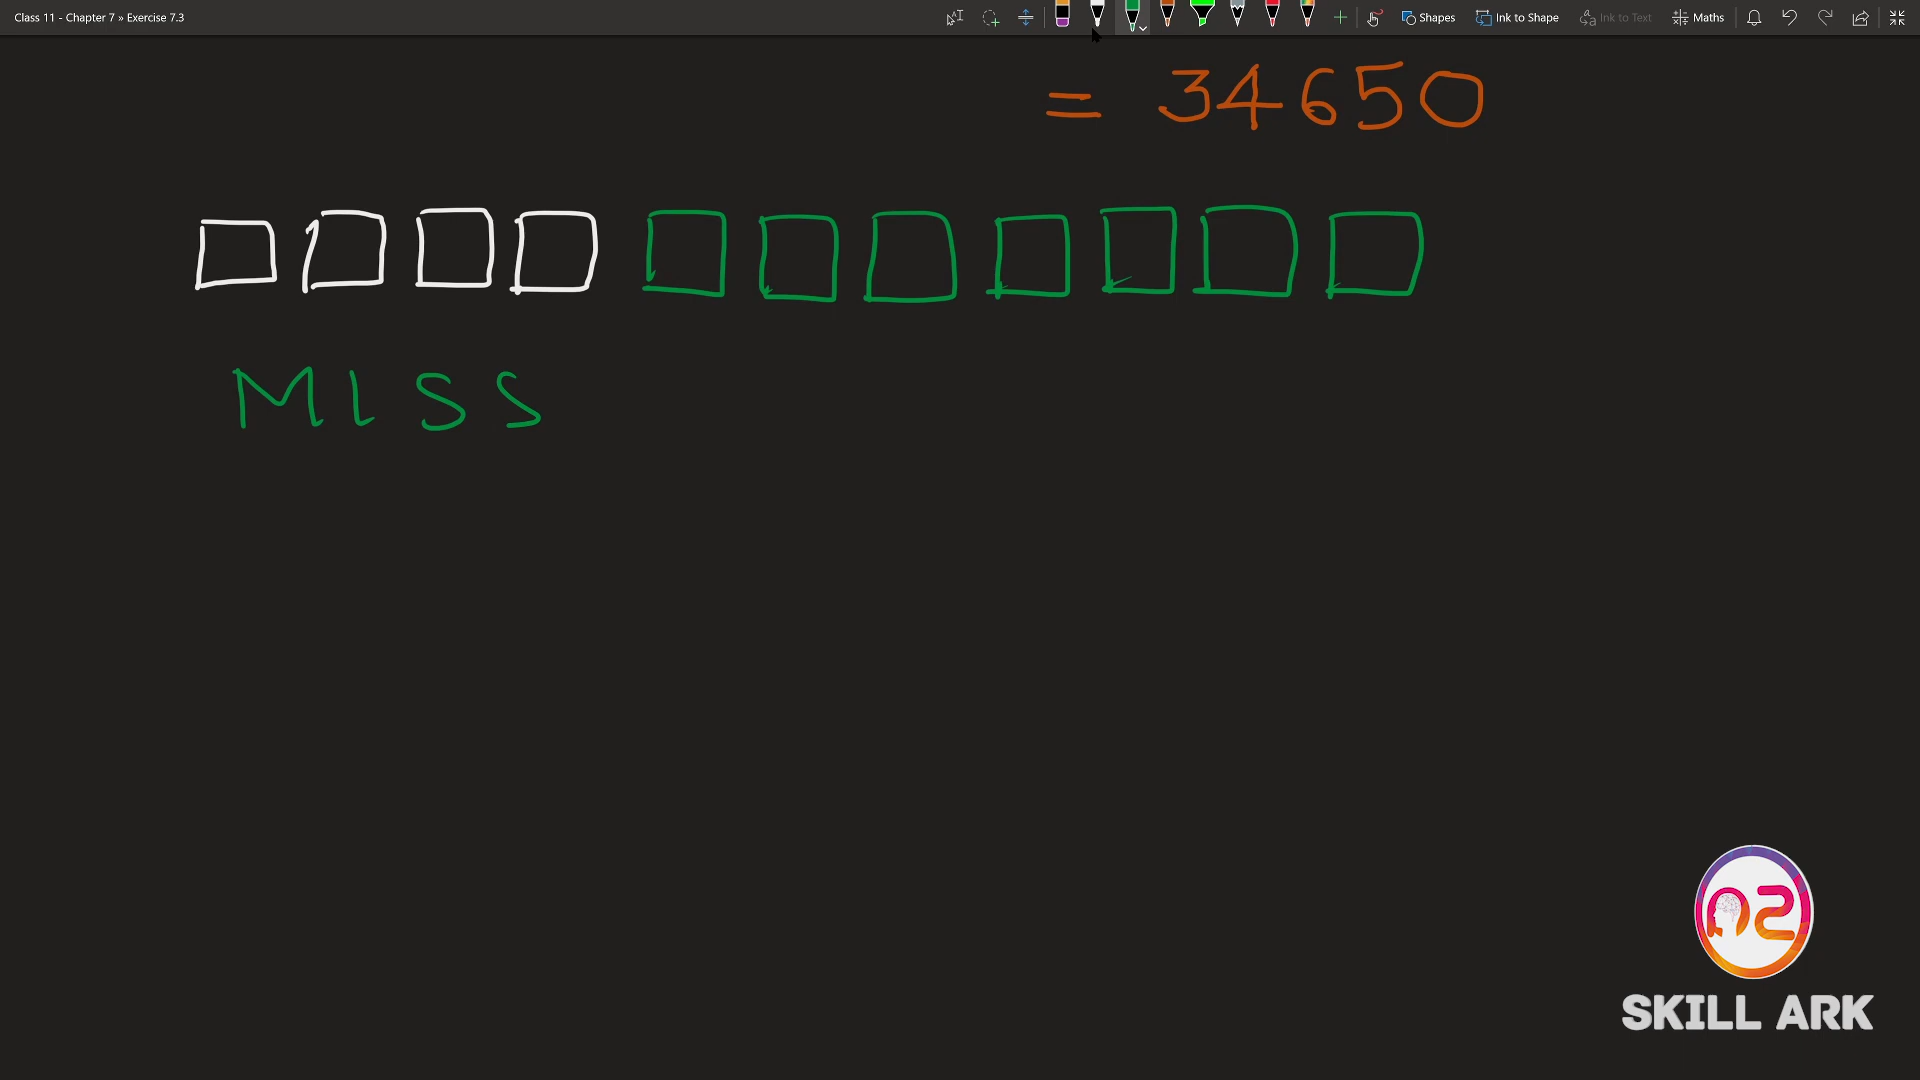 Class 11 - Chapter 7 » Exercise 7.3
Shapes Ink to Shape Ink to Text Maths
= 34650
MISS
SKILL ARK